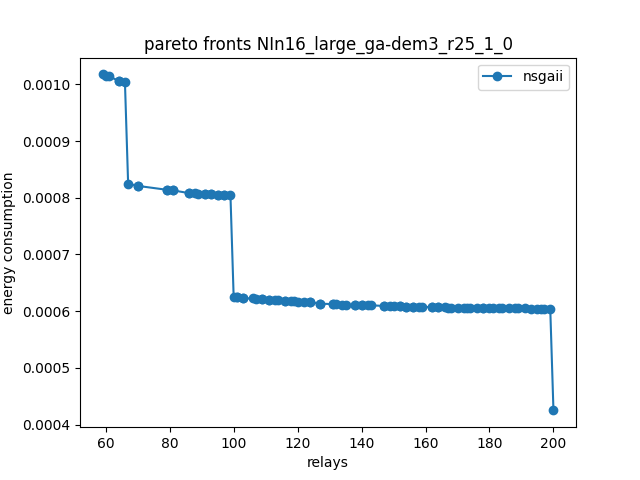 pareto fronts NIn16_large_ga-dem3_r25_1_0
nsgaii
0.0010
0.0009
0.0008
0.0007
0.0006
0.0005
0.0004
energy consumption
60 80 100 120 140 160 180 200
relays